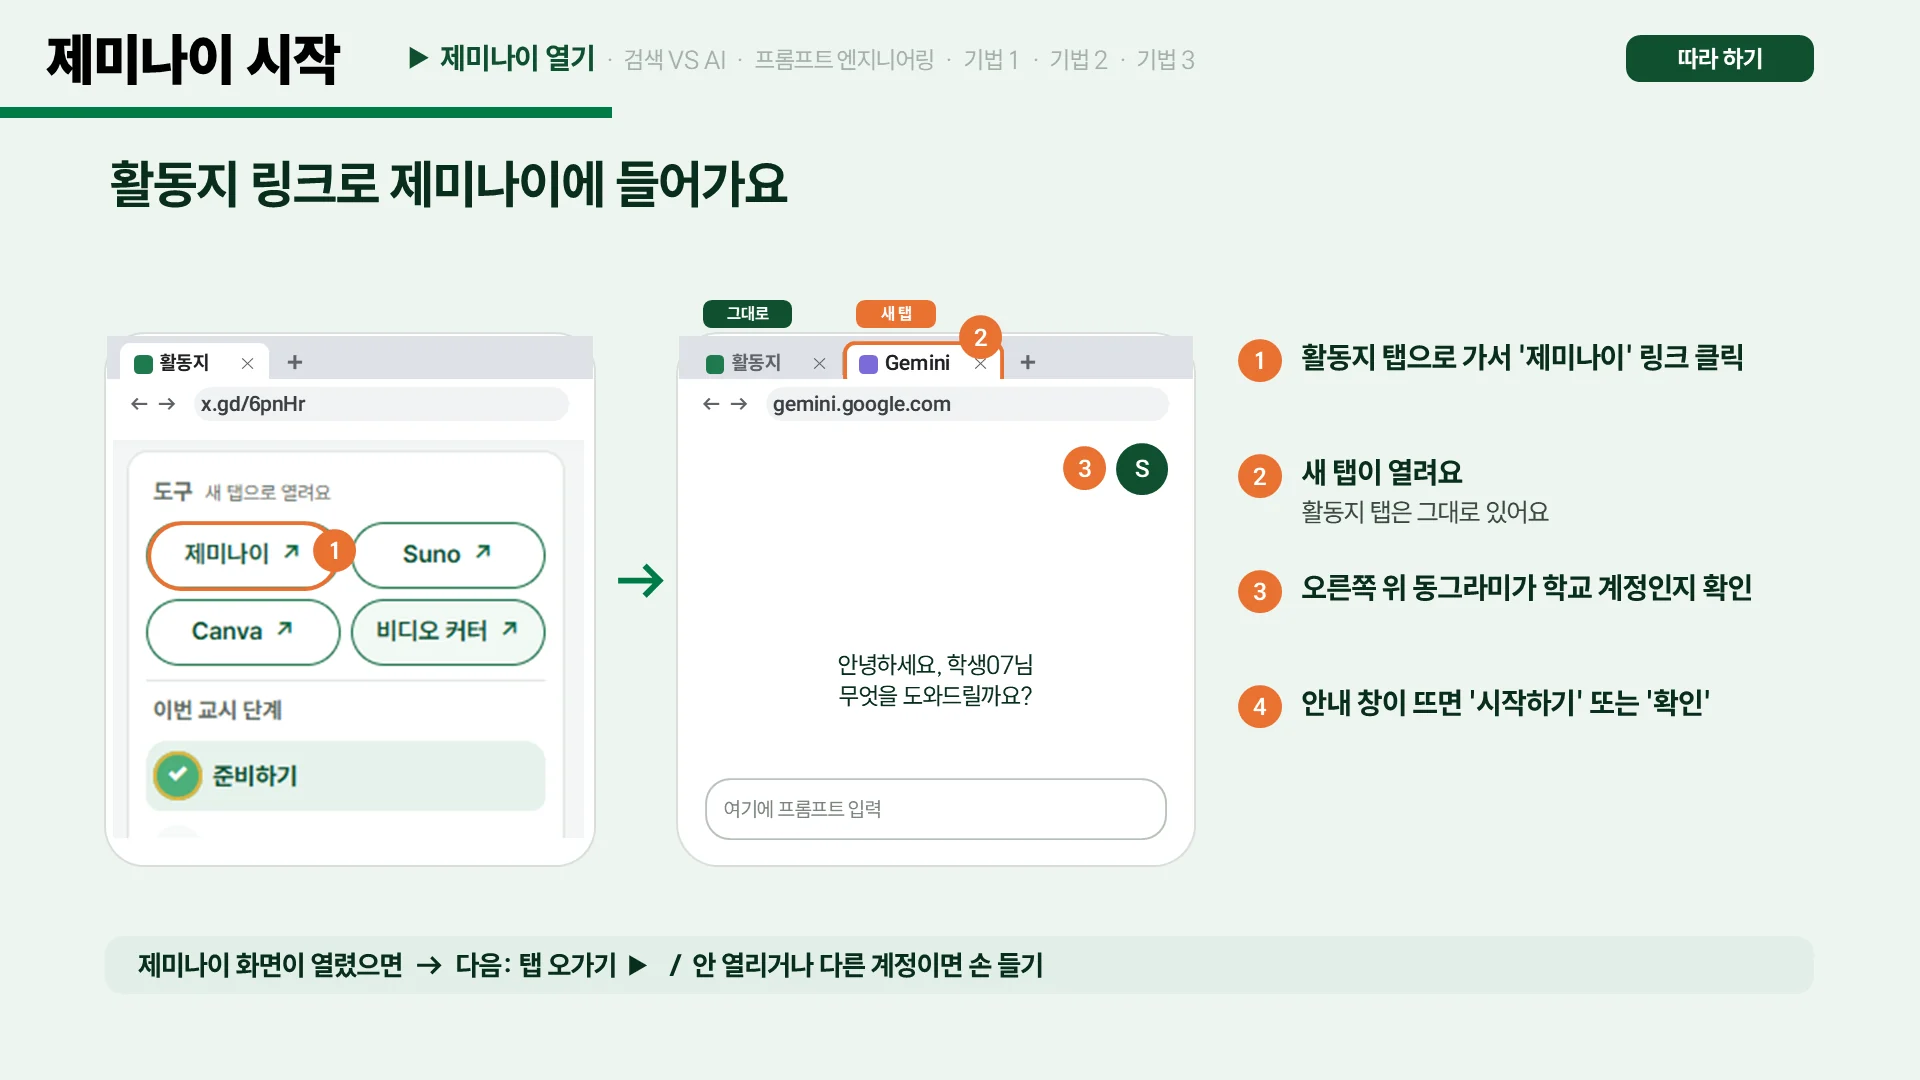 제미나이 시작
▶ 제미나이 열기 · 검색 VS AI · 프롬프트 엔지니어링 · 기법 1 · 기법 2 · 기법 3
따라 하기
활동지 링크로 제미나이에 들어가요
활동지 × +
← → x.gd/6pnHr
도구 새 탭으로 열려요
제미나이 ↗ 1 Suno ↗
Canva ↗ 비디오 커터 ↗
이번 교시 단계
준비하기
→
그대로 새 탭
2
활동지 × Gemini × +
← → gemini.google.com
3 S
안녕하세요, 학생07님
무엇을 도와드릴까요?
여기에 프롬프트 입력
1 활동지 탭으로 가서 '제미나이' 링크 클릭
2 새 탭이 열려요
활동지 탭은 그대로 있어요
3 오른쪽 위 동그라미가 학교 계정인지 확인
4 안내 창이 뜨면 '시작하기' 또는 '확인'
제미나이 화면이 열렸으면 → 다음: 탭 오가기 ▶ / 안 열리거나 다른 계정이면 손 들기